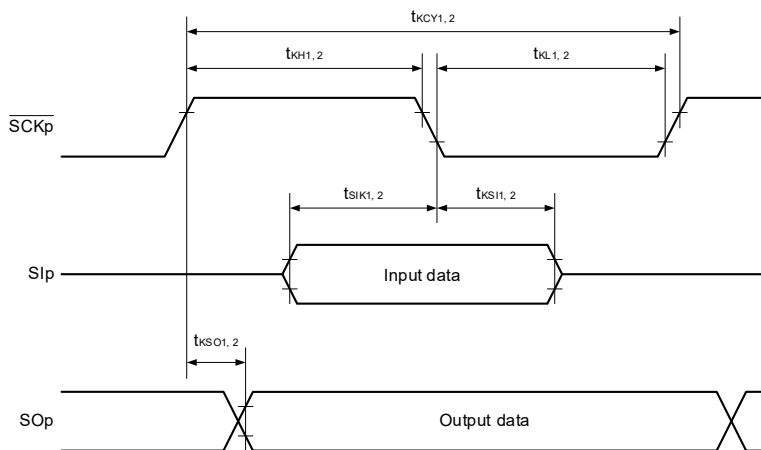 tKCY1, 2
tKH1, 2
tKL1, 2
SCKp
tSIK1, 2
tKSI1, 2
SIp
Input data
tKSO1, 2
SOp
Output data